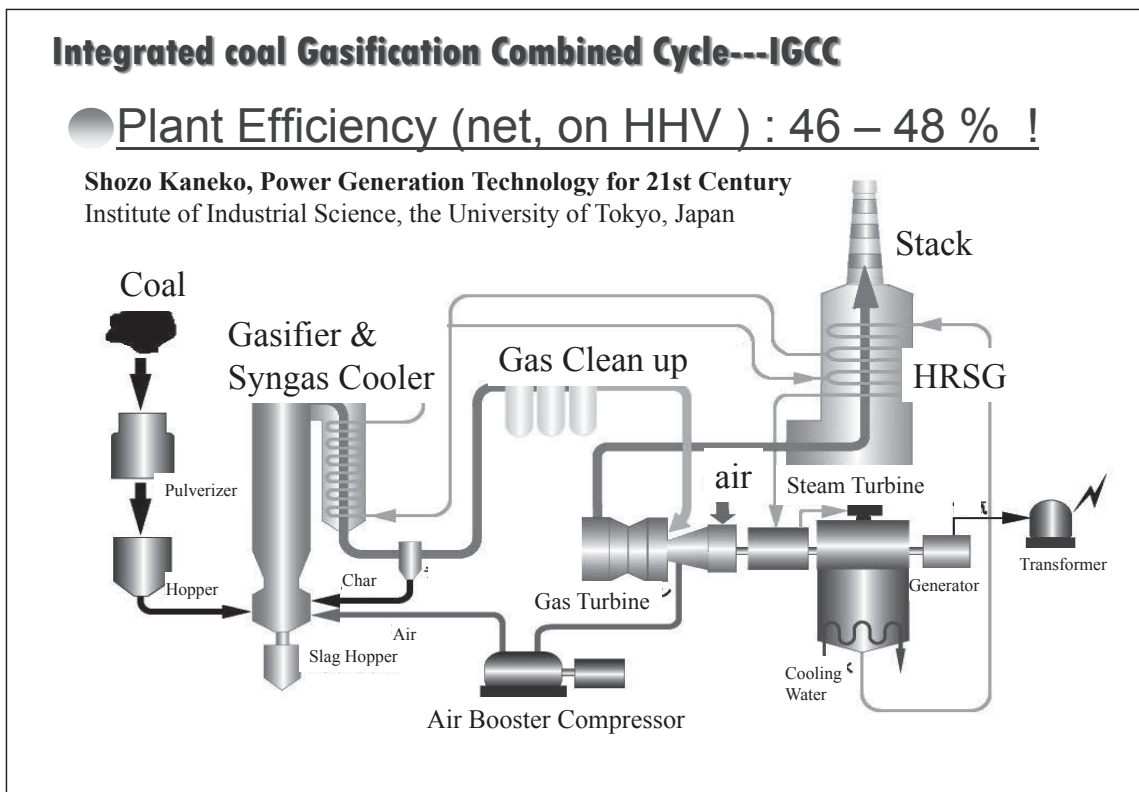 Integrated coal Gasification Combined Cycle---IGCC
Plant Efficiency (net, on HHV ) : 46 – 48 % !
Shozo Kaneko, Power Generation Technology for 21st Century
Institute of Industrial Science, the University of Tokyo, Japan
Stack
Coal
Gasifier &
Syngas Cooler
Gas Clean up
HRSG
air
Steam Turbine
Pulverizer
Transformer
Hopper
Char
Gas Turbine
Generator
Air
Slag Hopper
Cooling
Water
Air Booster Compressor